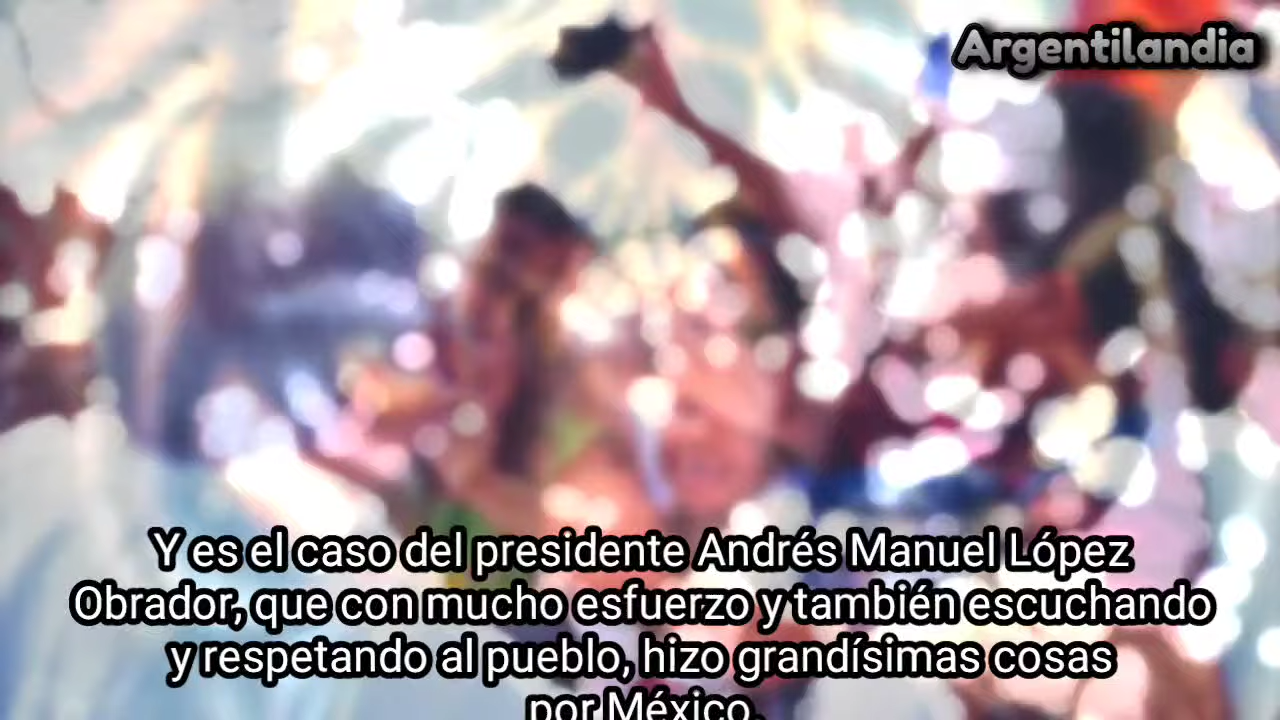 Argentilandia
Y es el caso del presidente Andrés Manuel López
Obrador, que con mucho esfuerzo y también escuchando
y respetando al pueblo, hizo grandísimas cosas
por México.